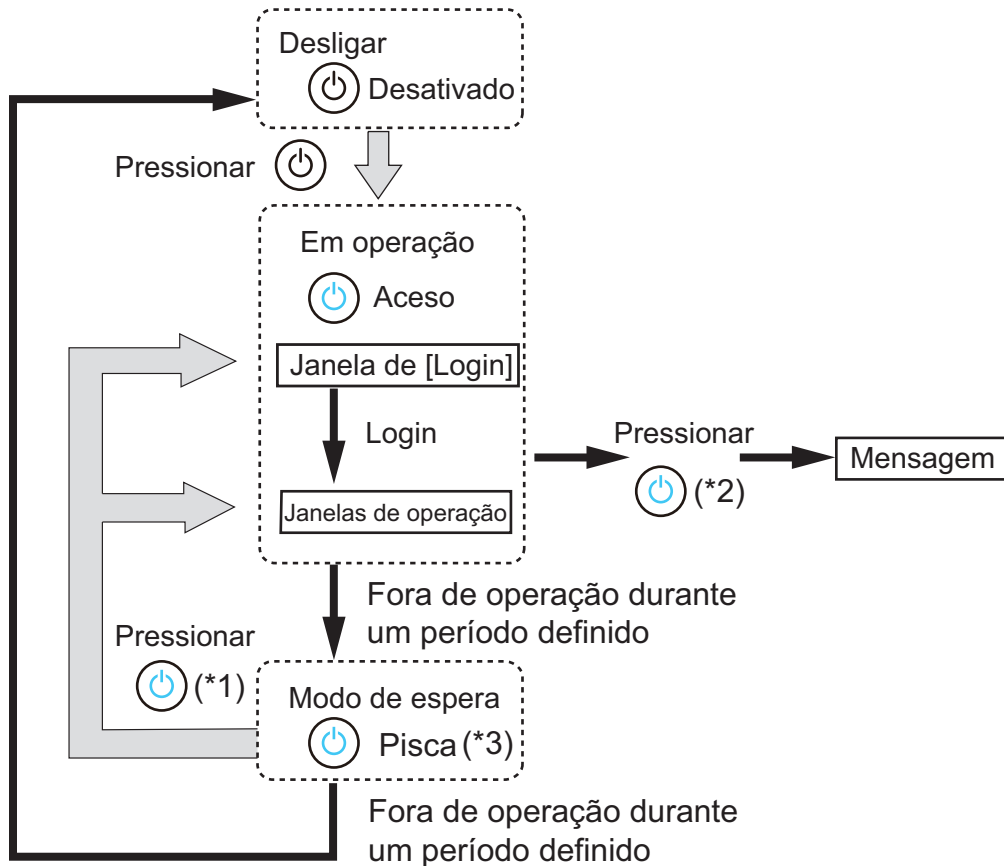 Desligar
Desativado
Pressionar
Em operação
Aceso
Janela de [Login]
Login
Janelas de operação
Pressionar
(*2)
Mensagem
Fora de operação durante
um período definido
Pressionar
(*1)
Modo de espera
Pisca (*3)
Fora de operação durante
um período definido